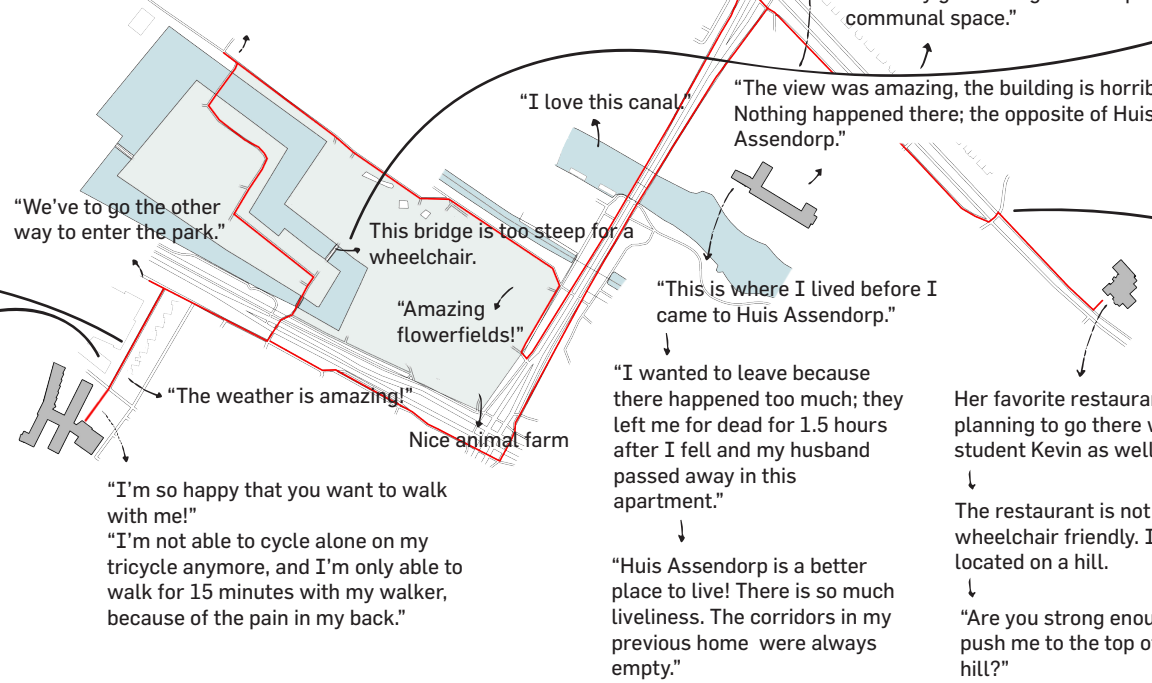 communal space.”
“The view was amazing, the building is
Nothing happened there; the opposite of Huis
Assendorp.”
“I love this canal.”
“We’ve to go the other
way to enter the park.”
This bridge is too steep for a
wheelchair.
“Amazing
flowerfields!”
“This is where I lived before I
came to Huis Assendorp.”
“I wanted to leave because
there happened too much; they
left me for dead for 1.5 hours
after I fell and my husband
passed away in this
apartment.”
“Huis Assendorp is a better
place to live! There is so much
liveliness. The corridors in my
previous home were always
empty.”
“The weather is amazing!”
Nice animal farm
“I’m so happy that you want to walk
with me!”
“I’m not able to cycle alone on my
tricycle anymore, and I’m only able to
walk for 15 minutes with my walker,
because of the pain in my back.”
Her favorite
planning to go there
student Kevin as well
The restaurant is not
wheelchair friendly.
located on a hill.
“Are you strong
push me to the top
hill?”